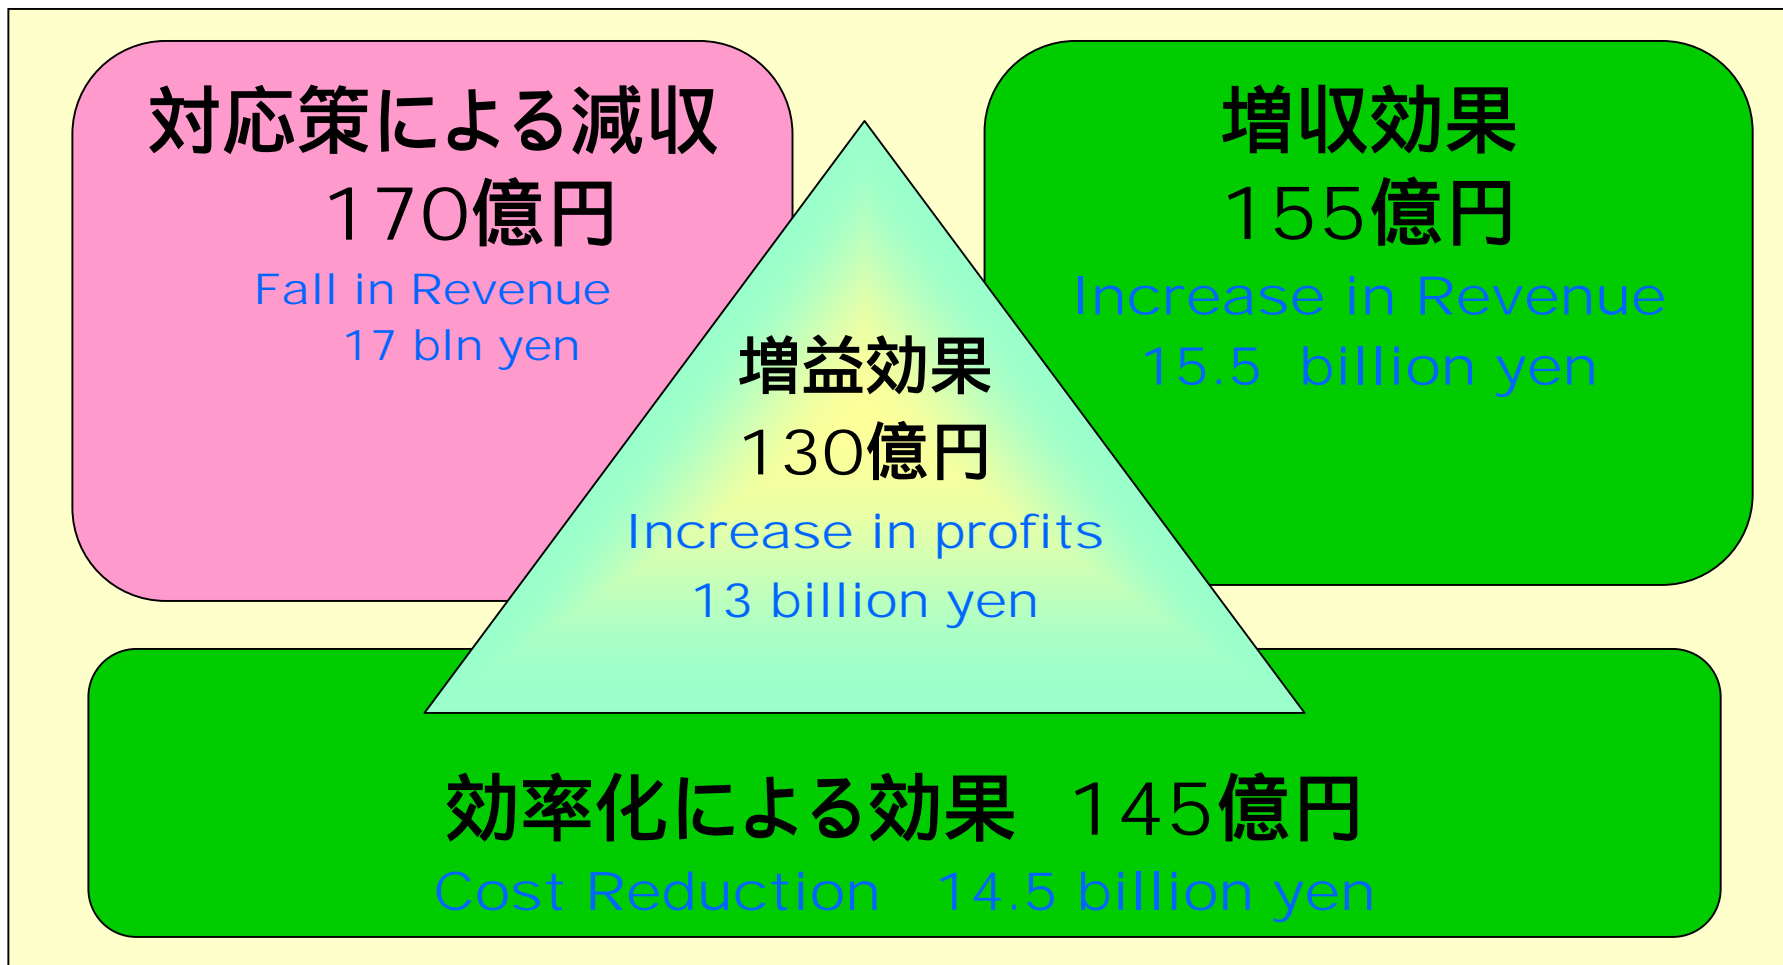 対応策による減収
170億円
Fall in Revenue
17 bln yen
増収効果
155億円
Increase in Revenue
15.5 billion yen
増益効果
130億円
Increase in profits
13 billion yen
効率化による効果 145億円
Cost Reduction 14.5 billion yen